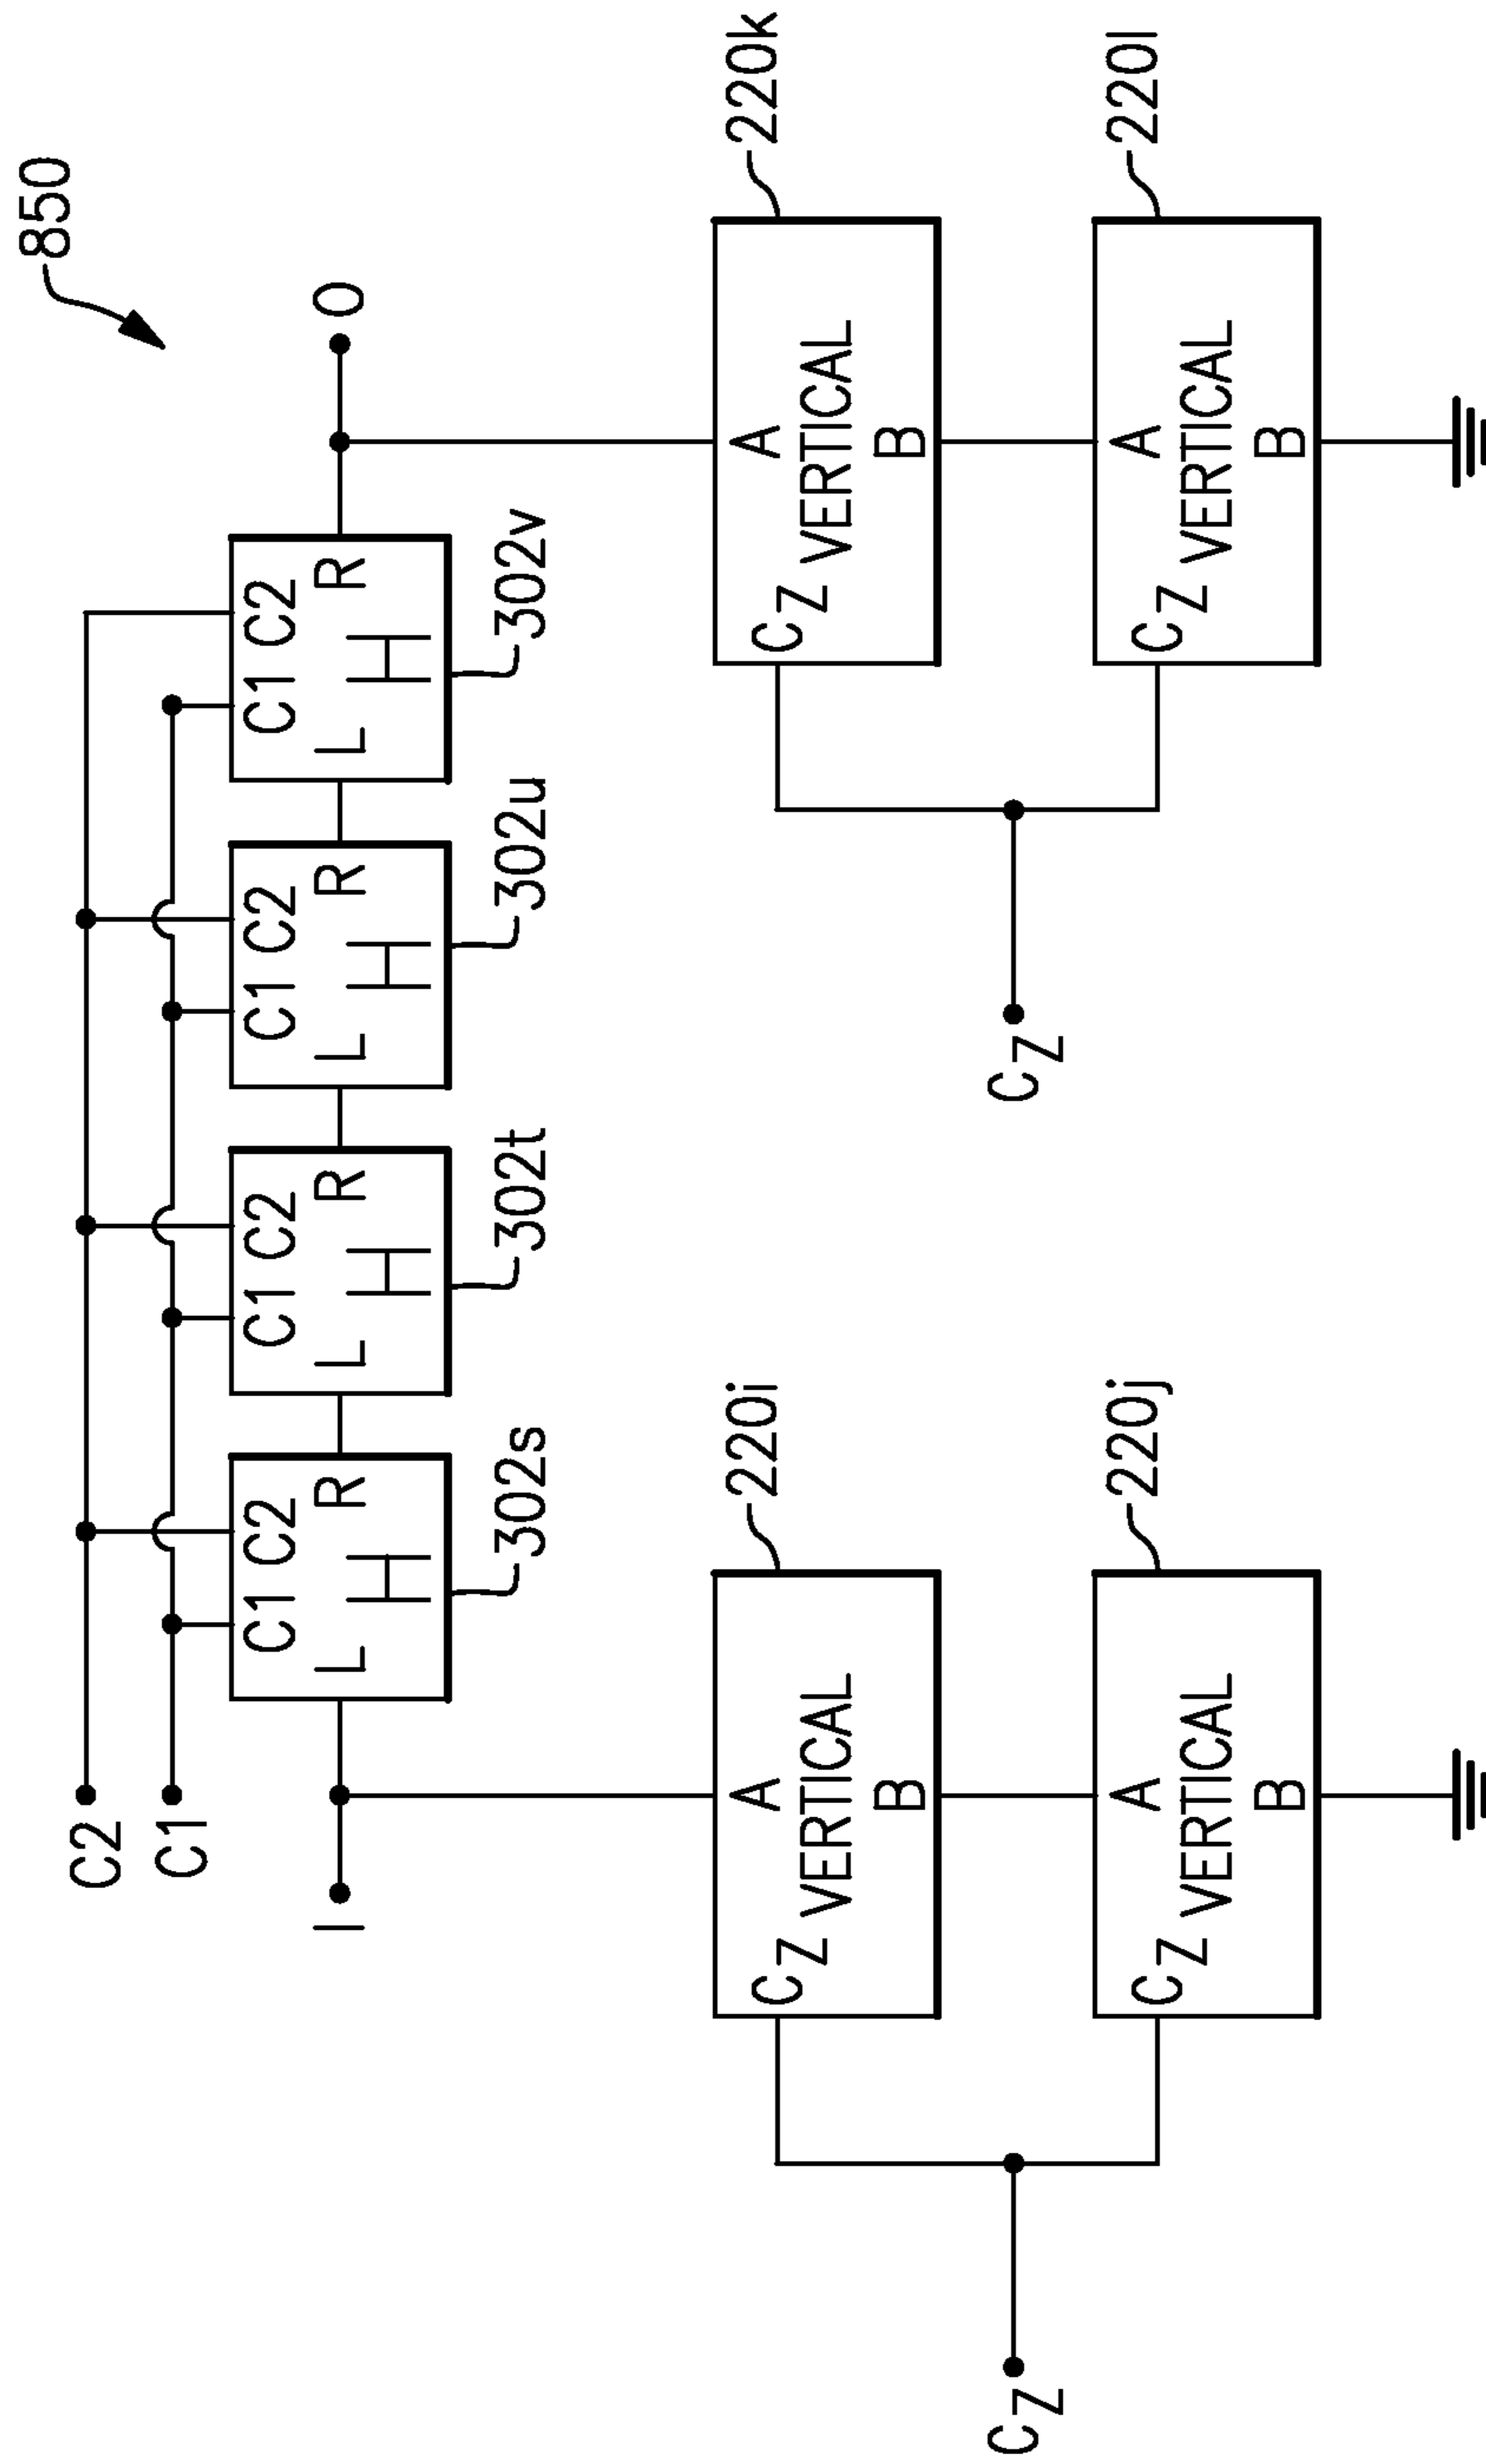 850
C2
C1
C1 C2
L R
H
C1 C2
L R
H
C1 C2
L R
H
C1 C2
L R
H
I
O
302s
302t
302u
302v
220i
A
CZ VERTICAL
B
220k
A
CZ VERTICAL
B
CZ
CZ
220j
A
CZ VERTICAL
B
220l
A
CZ VERTICAL
B